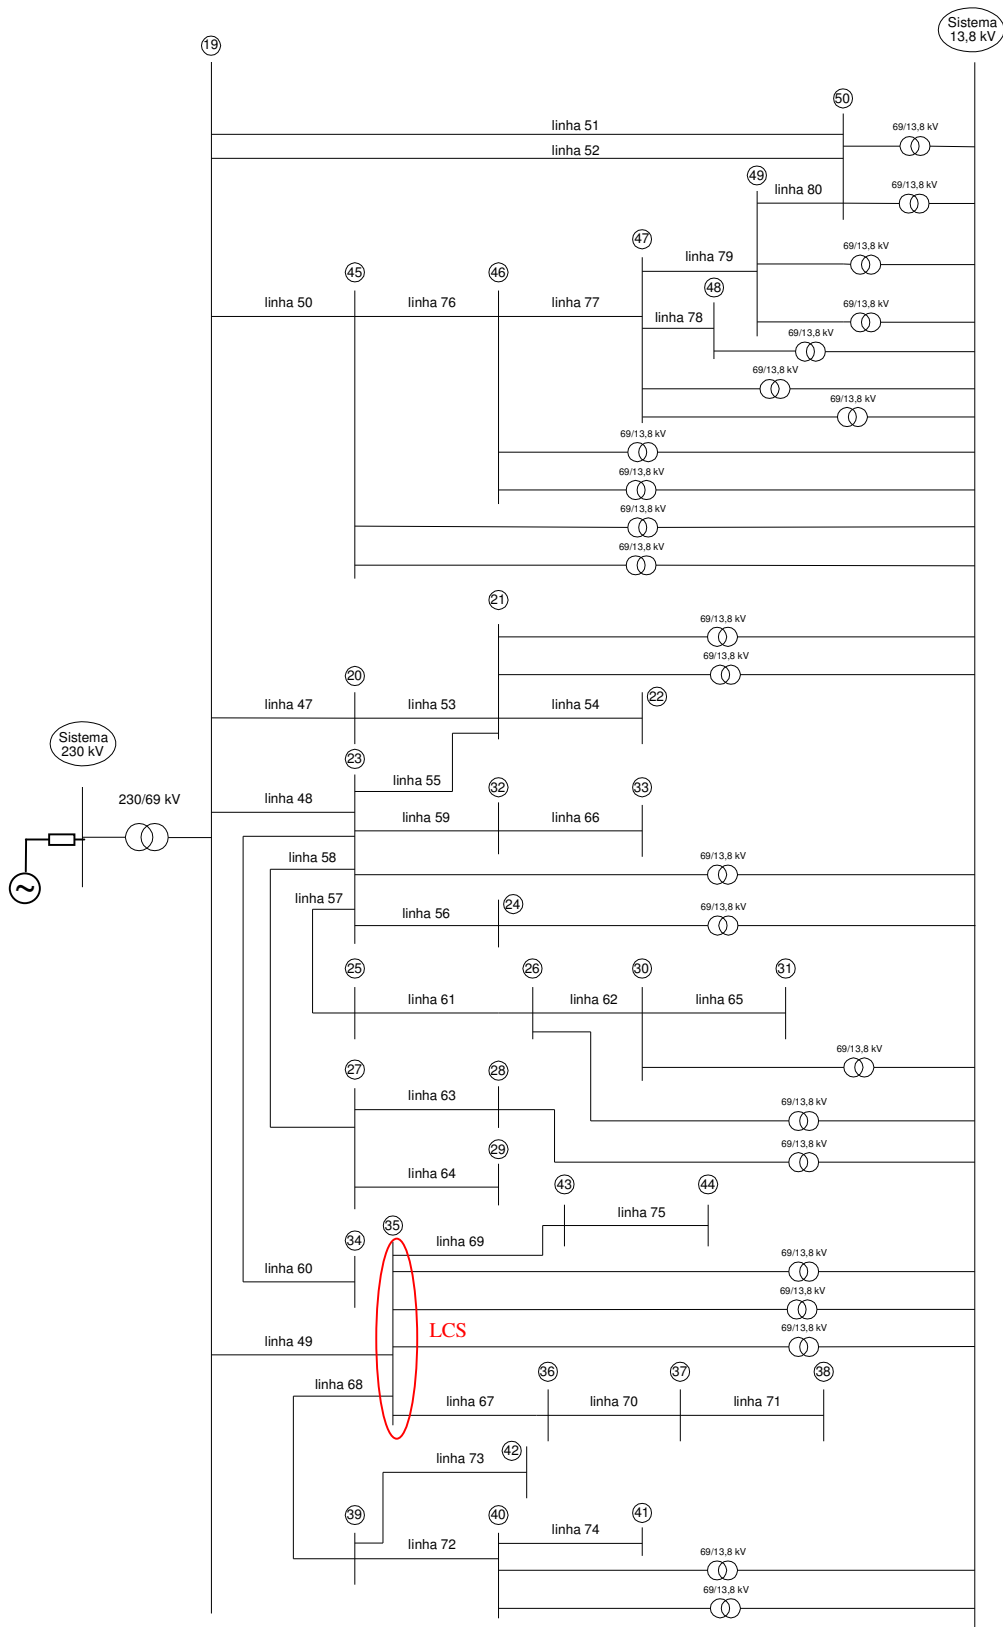 Sistema
13,8 kV
19
50
linha 51
69/13,8 kV
linha 52
49
linha 80
69/13,8 kV
47
69/13,8 kV
linha 79
45
46
48
linha 50
linha 76
linha 77
69/13,8 kV
linha 78
69/13,8 kV
69/13,8 kV
69/13,8 kV
69/13,8 kV
69/13,8 kV
69/13,8 kV
69/13,8 kV
21
69/13,8 kV
69/13,8 kV
20
22
linha 47
linha 53
linha 54
Sistema
230 kV
23
linha 55
32
33
230/69 kV
linha 48
linha 59
linha 66
linha 58
69/13,8 kV
linha 57
24
linha 56
69/13,8 kV
25
26
30
31
linha 61
linha 62
linha 65
69/13,8 kV
27
28
linha 63
69/13,8 kV
29
69/13,8 kV
linha 64
43
44
35
linha 75
34
linha 69
69/13,8 kV
linha 60
69/13,8 kV
LCS
69/13,8 kV
linha 49
36
37
38
linha 68
linha 67
linha 70
linha 71
42
linha 73
39
40
41
linha 74
linha 72
69/13,8 kV
69/13,8 kV